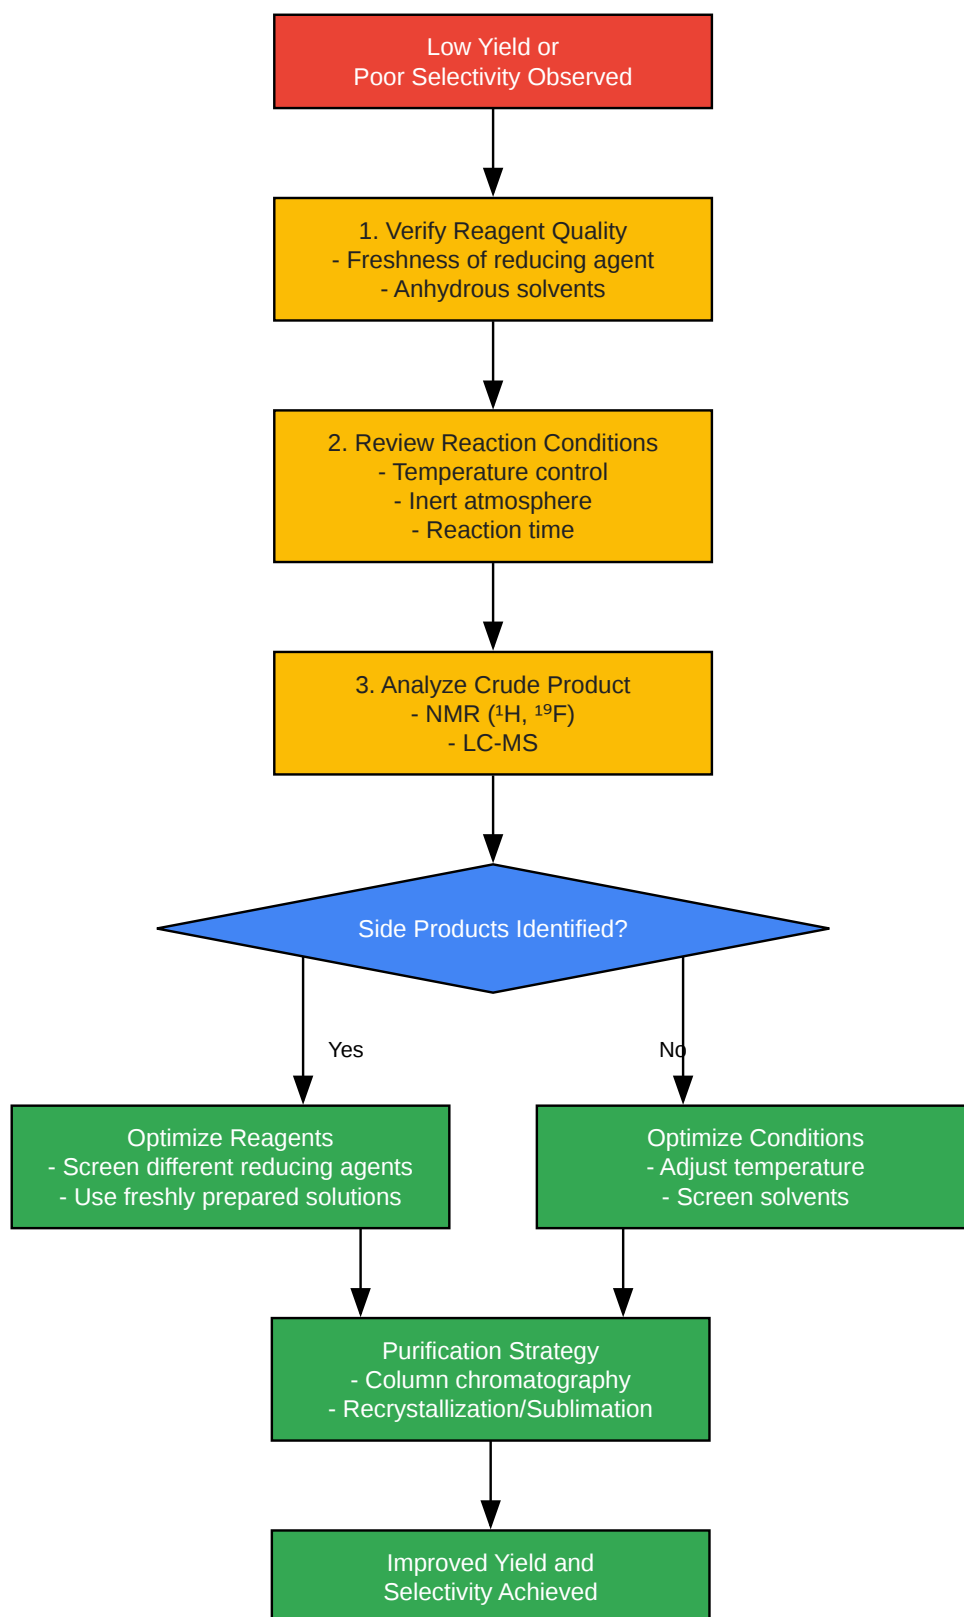 Low Yield or
Poor Selectivity Observed
1. Verify Reagent Quality
- Freshness of reducing agent
- Anhydrous solvents
2. Review Reaction Conditions
- Temperature control
- Inert atmosphere
- Reaction time
3. Analyze Crude Product
- NMR (¹H, ¹⁹F)
- LC-MS
Side Products Identified?
Yes
No
Optimize Reagents
- Screen different reducing agents
- Use freshly prepared solutions
Optimize Conditions
- Adjust temperature
- Screen solvents
Purification Strategy
- Column chromatography
- Recrystallization/Sublimation
Improved Yield and
Selectivity Achieved